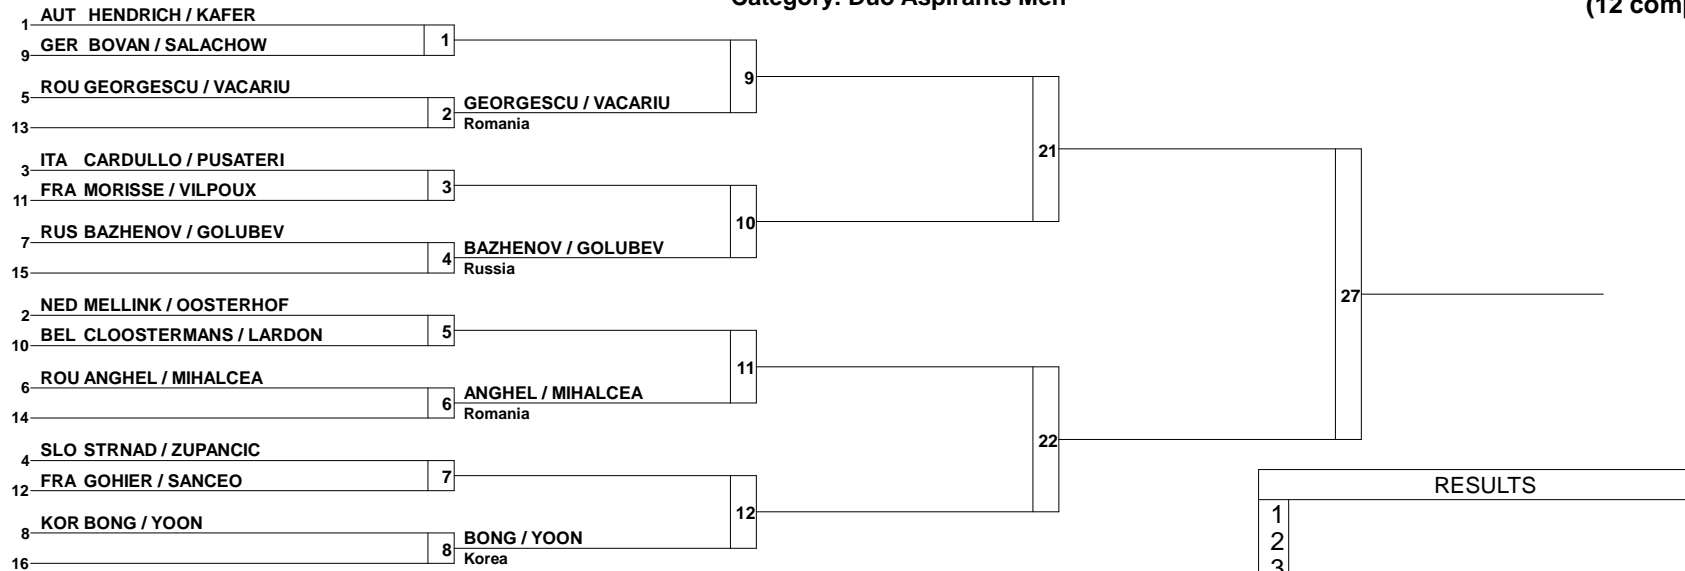 Category: Duo Aspirants Men
(12 comp
1 AUT HENDRICH / KAFER
9 GER BOVAN / SALACHOW
1
5 ROU GEORGESCU / VACARIU
13
2 GEORGESCU / VACARIU
Romania
9
3 ITA CARDULLO / PUSATERI
11 FRA MORISSE / VILPOUX
3
7 RUS BAZHENOV / GOLUBEV
15
4 BAZHENOV / GOLUBEV
Russia
10
21
2 NED MELLINK / OOSTERHOF
10 BEL CLOOSTERMANS / LARDON
5
6 ROU ANGHEL / MIHALCEA
14
6 ANGHEL / MIHALCEA
Romania
11
4 SLO STRNAD / ZUPANCIC
12 FRA GOHIER / SANCEO
7
8 KOR BONG / YOON
16
8 BONG / YOON
Korea
12
22
27
RESULTS
1
2
3